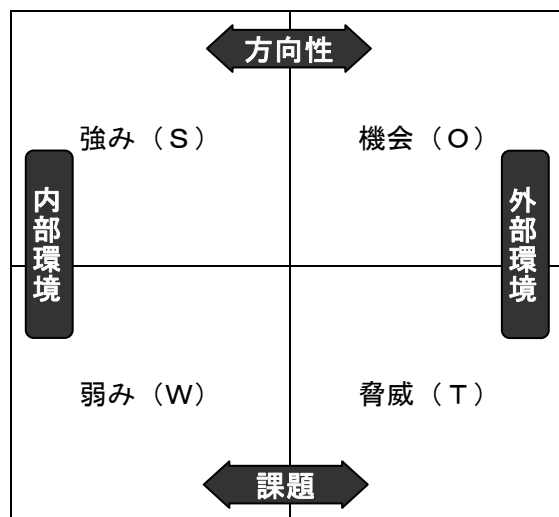 方向性
強み（Ｓ）
機会（Ｏ）
内部環境
外部環境
弱み（Ｗ）
脅威（Ｔ）
課題